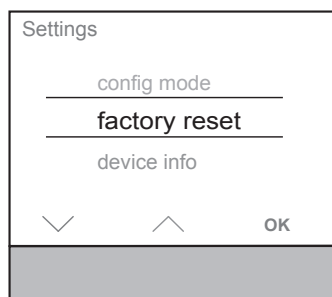 Settings
config mode
factory reset
device info
OK